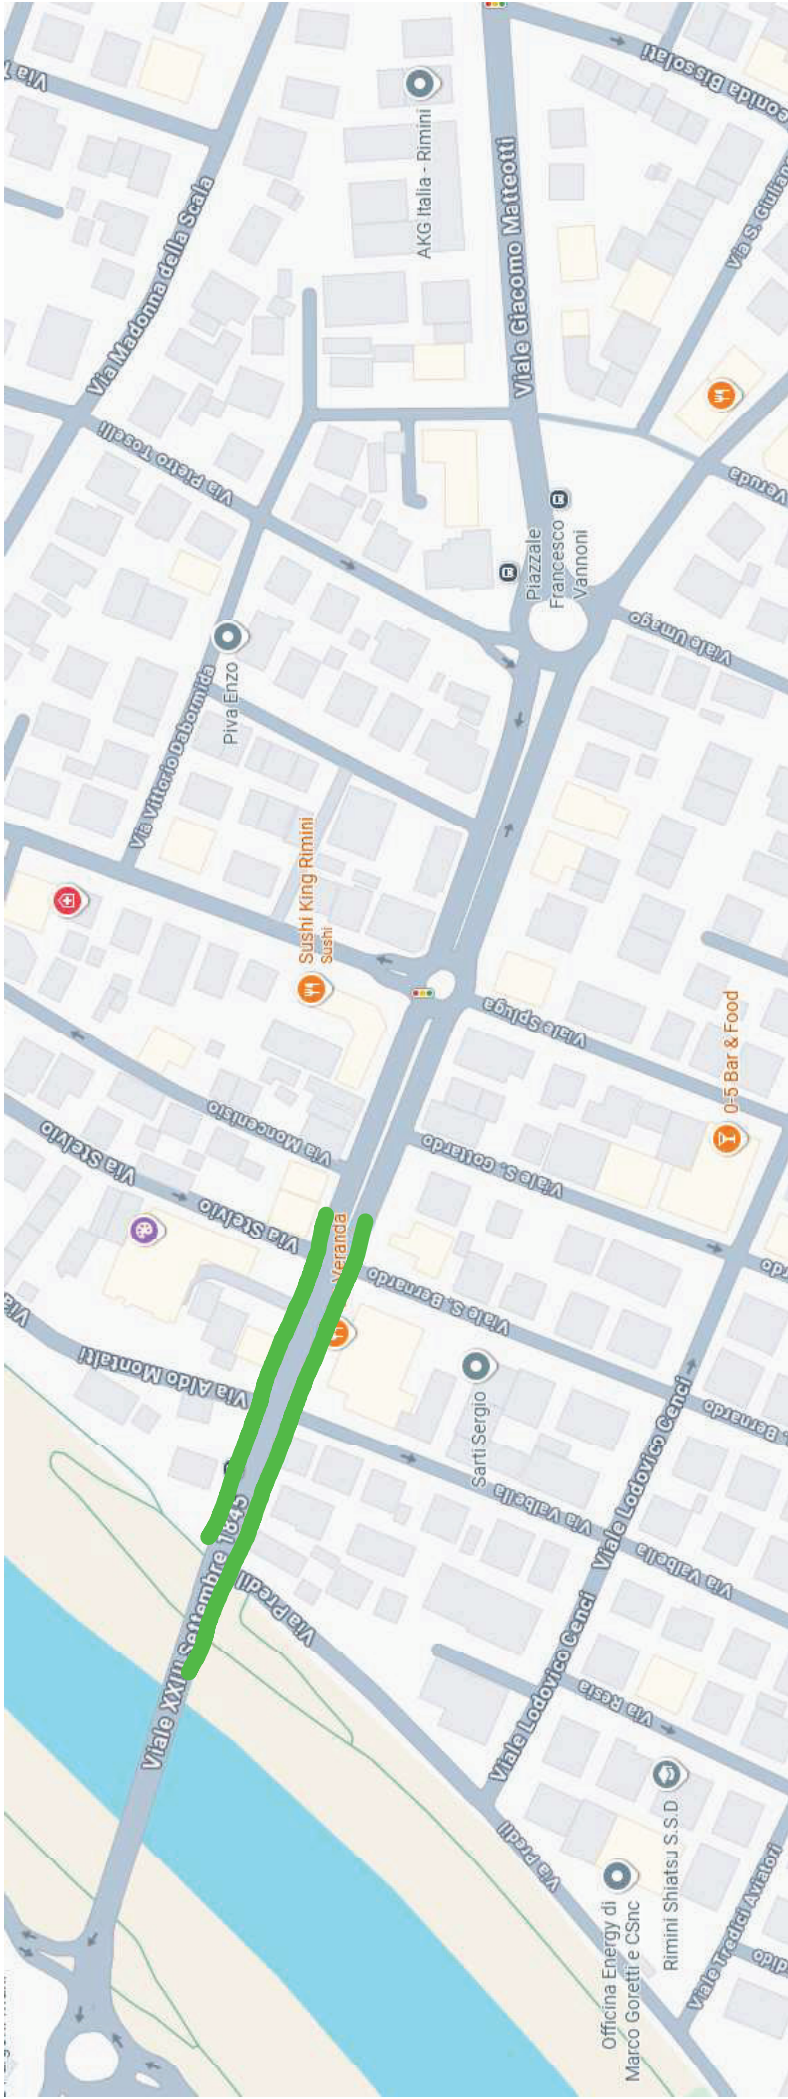 Via Madonna della Scala
AKG Italia - Rimini
Viale Giacomo Matteotti
Leonida Bissolati
Via S. Giuliano
Via Pietro Toselli
Veruda
Piazzale
Francesco
Vannoni
Viale Umago
Piva Enzo
Via Vittorio Dabormida
Sushi King Rimini
Sushi
Viale Spluga
0-5 Bar & Food
Via Moncenisio
Via Stelvio
Via Stelvio
Viale S. Gottardo
Veranda
Viale S. Bernardo
Bernardo
Via Aldo Montalti
Sarti Sergio
Via Valbella
Via Valbella
Viale Lodovico Cenci
Viale Lodovico Cenci
Viale XXIII Settembre 1845
Via Predil
Via Predil
Via Resia
Rimini Shiatsu S.S.D
Officina Energy di
Marco Goretti e CSnc
Viale Tredici Aviatori